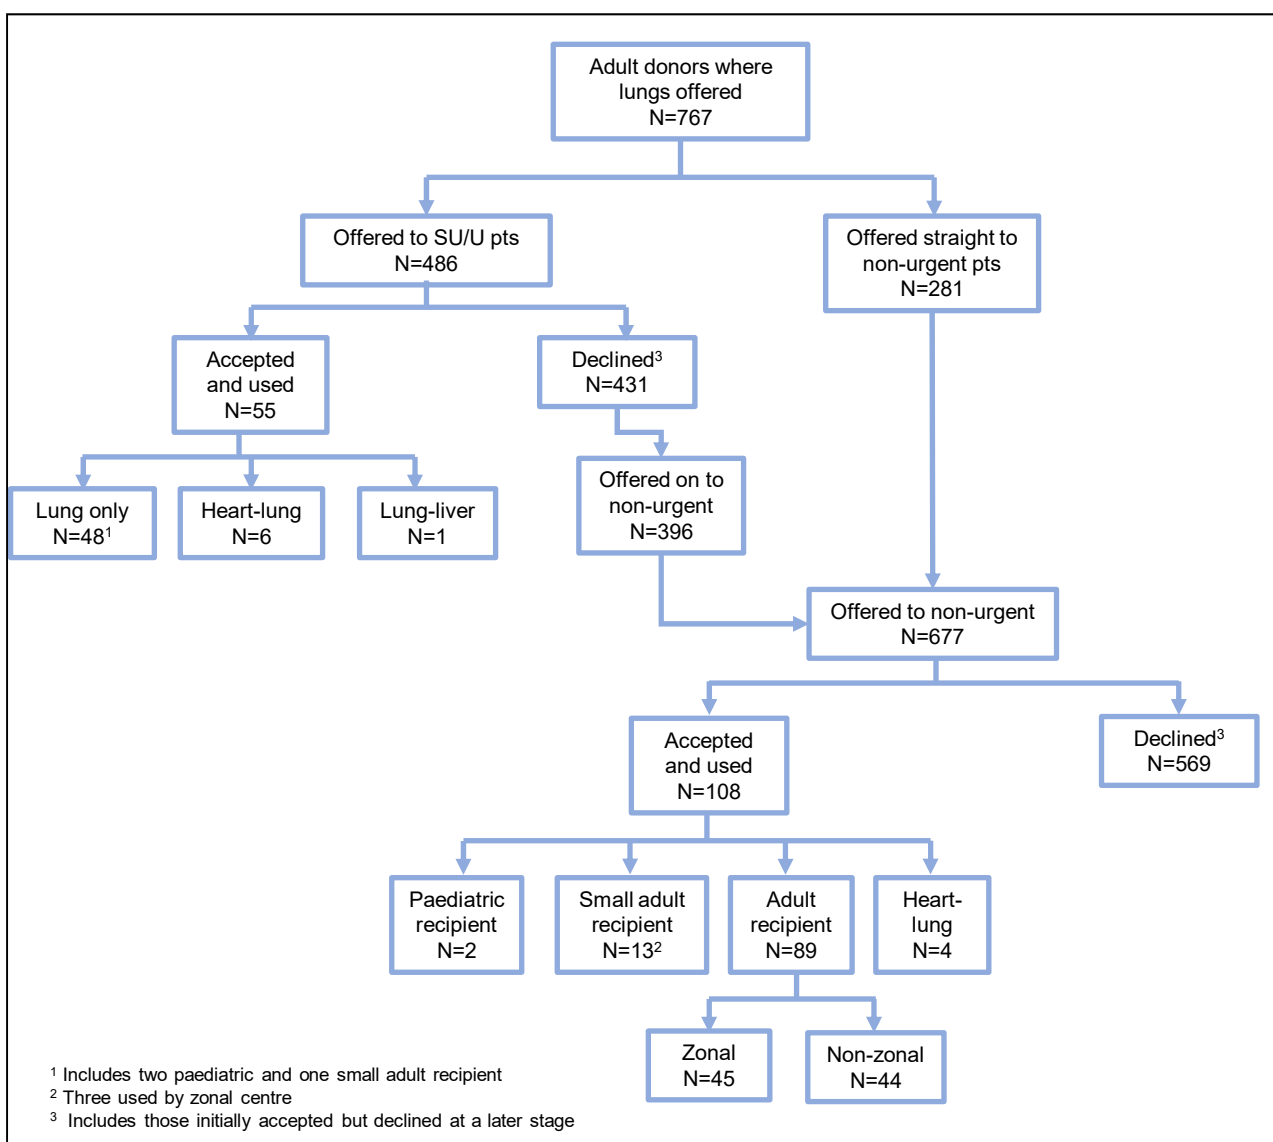 Adult donors where
lungs offered
N=767
Offered to SU/U pts
N=486
Offered straight to
non-urgent pts
N=281
Accepted
and used
N=55
Declined³
N=431
Lung only
N=48¹
Heart-lung
N=6
Lung-liver
N=1
Offered on to
non-urgent
N=396
Offered to non-urgent
N=677
Accepted
and used
N=108
Declined³
N=569
Paediatric
recipient
N=2
Small adult
recipient
N=13²
Adult
recipient
N=89
Heart-
lung
N=4
Zonal
N=45
Non-zonal
N=44
¹ Includes two paediatric and one small adult recipient
² Three used by zonal centre
³ Includes those initially accepted but declined at a later stage